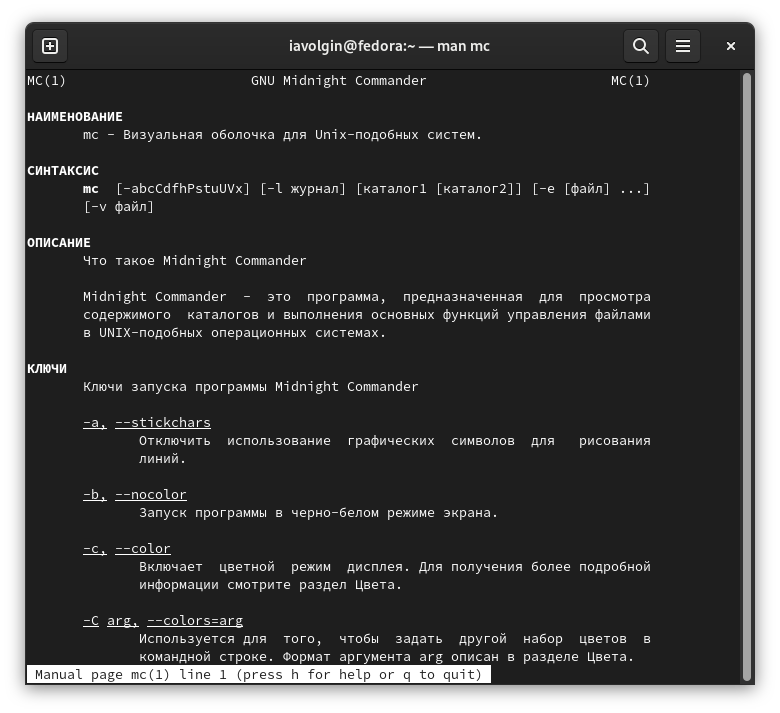 iavolgin@fedora:~ — man mc
MC(1) GNU Midnight Commander MC(1)
НАИМЕНОВАНИЕ
mc - Визуальная оболочка для Unix-подобных систем.
СИНТАКСИС
mc [-abcCdfhPstuUVx] [-l журнал] [каталог1 [каталог2]] [-e [файл] ...]
[-v файл]
ОПИСАНИЕ
Что такое Midnight Commander
Midnight Commander - это программа, предназначенная для просмотра
содержимого каталогов и выполнения основных функций управления файлами
в UNIX-подобных операционных системах.
КЛЮЧИ
Ключи запуска программы Midnight Commander
-a, --stickchars
Отключить использование графических символов для рисования
линий.
-b, --nocolor
Запуск программы в черно-белом режиме экрана.
-c, --color
Включает цветной режим дисплея. Для получения более подробной
информации смотрите раздел Цвета.
-C arg, --colors=arg
Используется для того, чтобы задать другой набор цветов в
командной строке. Формат аргумента arg описан в разделе Цвета.
Manual page mc(1) line 1 (press h for help or q to quit)